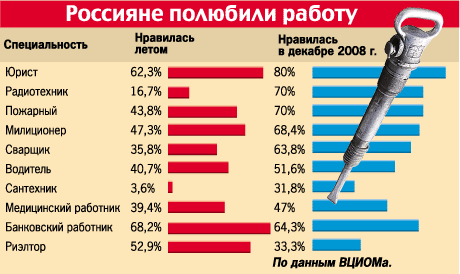 Россияне полюбили работу
Специальность Нравилась летом Нравилась в декабре 2008 г.
Юрист 62,3% 80%
Радиотехник 16,7% 70%
Пожарный 43,8% 70%
Милиционер 47,3% 68,4%
Сварщик 35,8% 63,8%
Водитель 40,7% 51,6%
Сантехник 3,6% 31,8%
Медицинский работник 39,4% 47%
Банковский работник 68,2% 64,3%
Риэлтор 52,9% 33,3%
По данным ВЦИОМа.